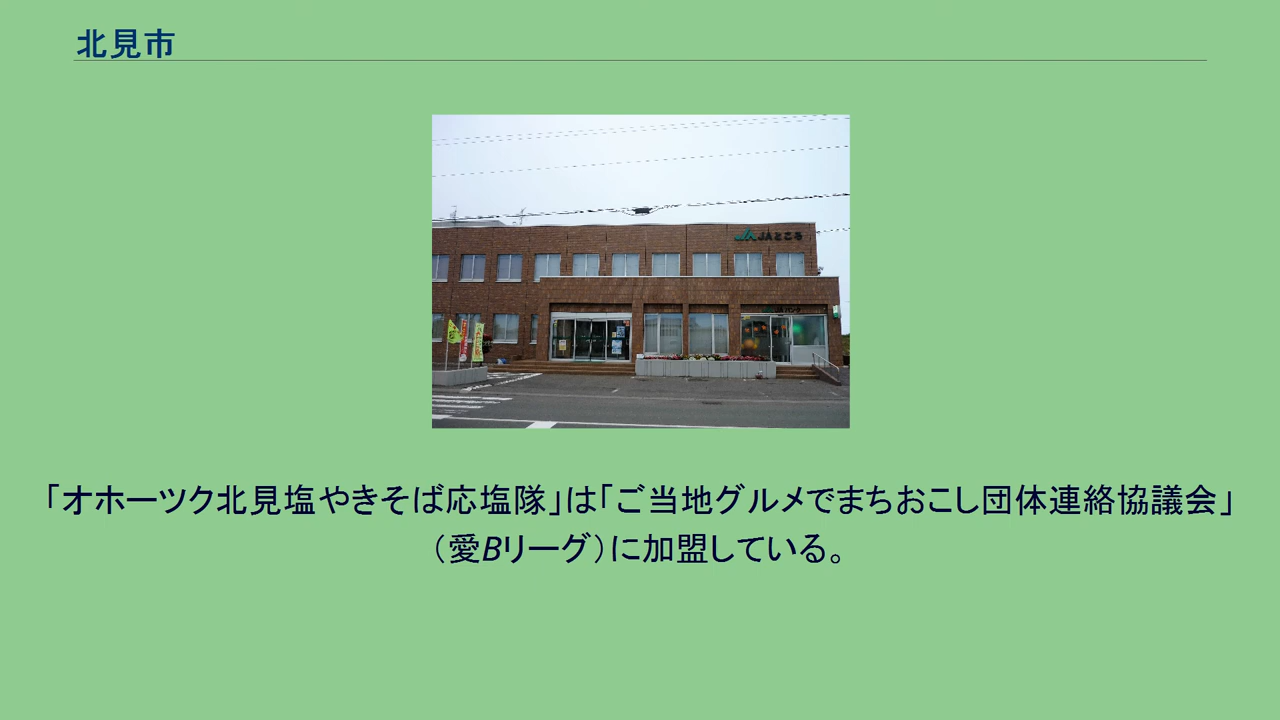 北見市
JAところ
「オホーツク北見塩やきそば応塩隊」は「ご当地グルメでまちおこし団体連絡協議会」
（愛Bリーグ）に加盟している。